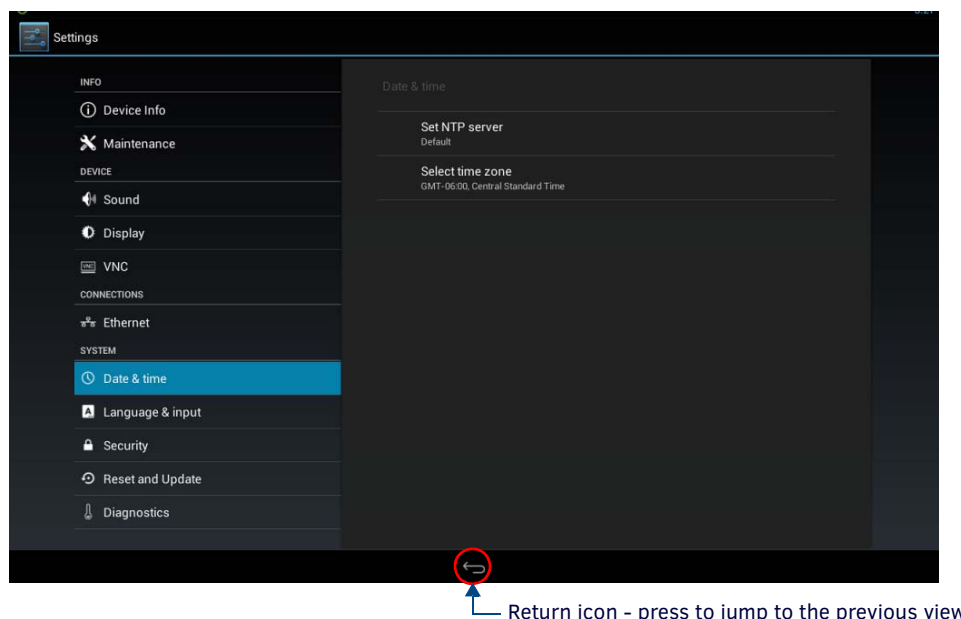 Settings
INFO
Device Info
Maintenance
DEVICE
Sound
Display
VNC
CONNECTIONS
Ethernet
SYSTEM
Date & time
Language & input
Security
Reset and Update
Diagnostics
Date & time
Set NTP server
Default
Select time zone
GMT-06:00, Central Standard Time
Return icon - press to jump to the previous view